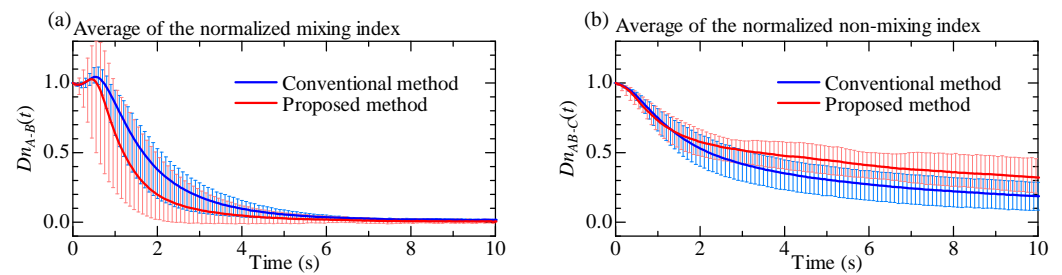 (a)
Average of the normalized mixing index
Dn_{A-B}(t)
1.0
0.5
0.0
Conventional method
Proposed method
0 2 4 6 8 10
Time (s)
(b)
Average of the normalized non-mixing index
Dn_{AB-C}(t)
1.0
0.5
0.0
Conventional method
Proposed method
0 2 4 6 8 10
Time (s)